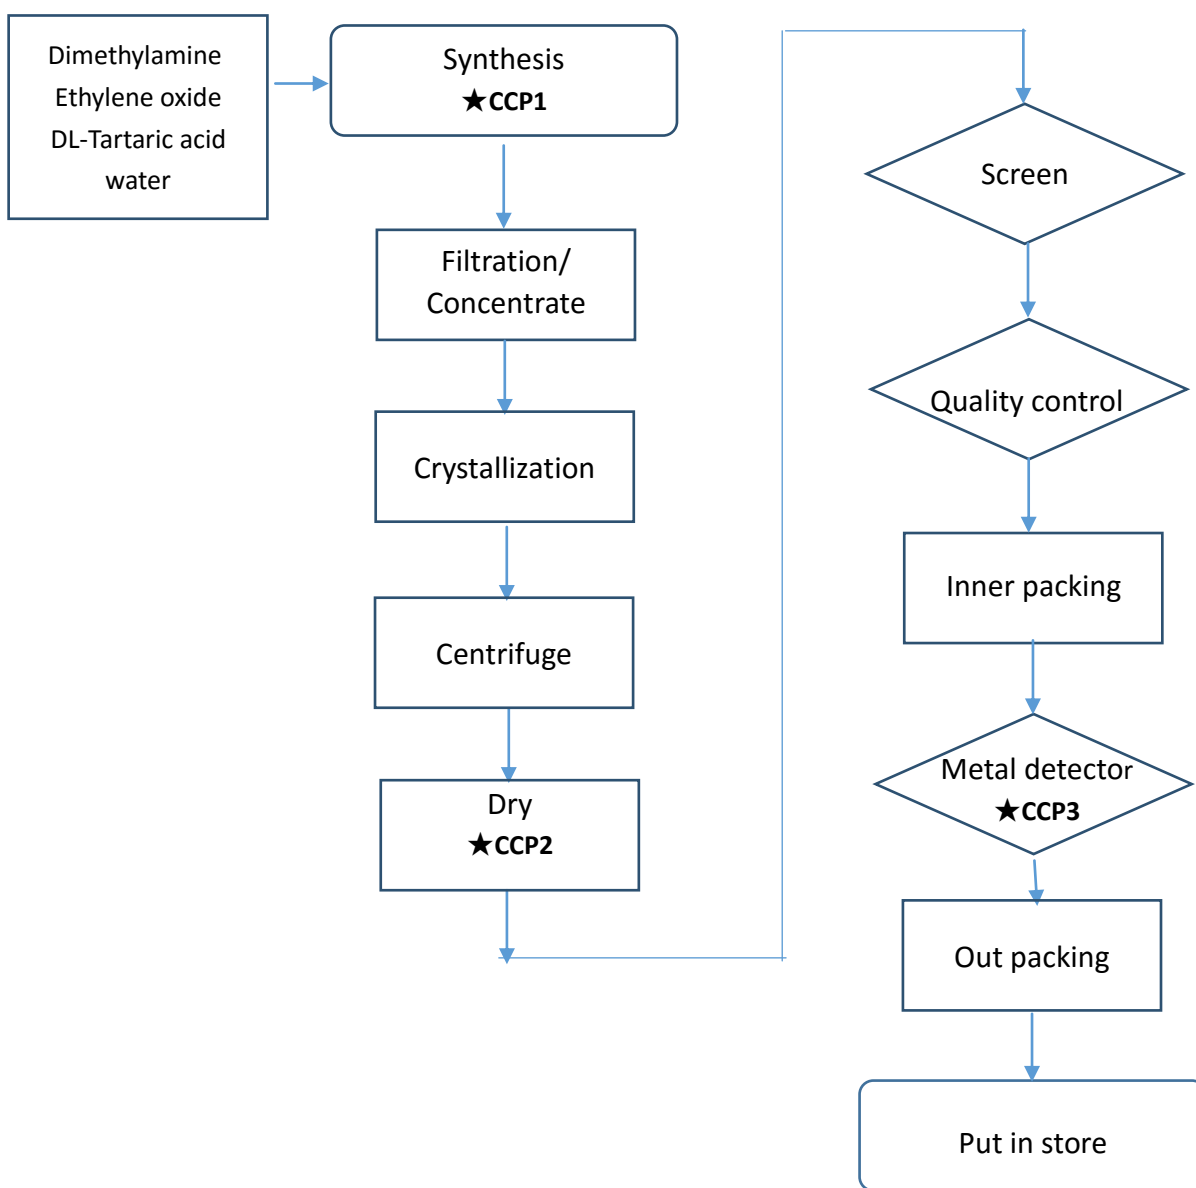 Dimethylamine
Ethylene oxide
DL-Tartaric acid
water
Synthesis
★CCP1
Filtration/
Concentrate
Crystallization
Centrifuge
Dry
★CCP2
Screen
Quality control
Inner packing
Metal detector
★CCP3
Out packing
Put in store